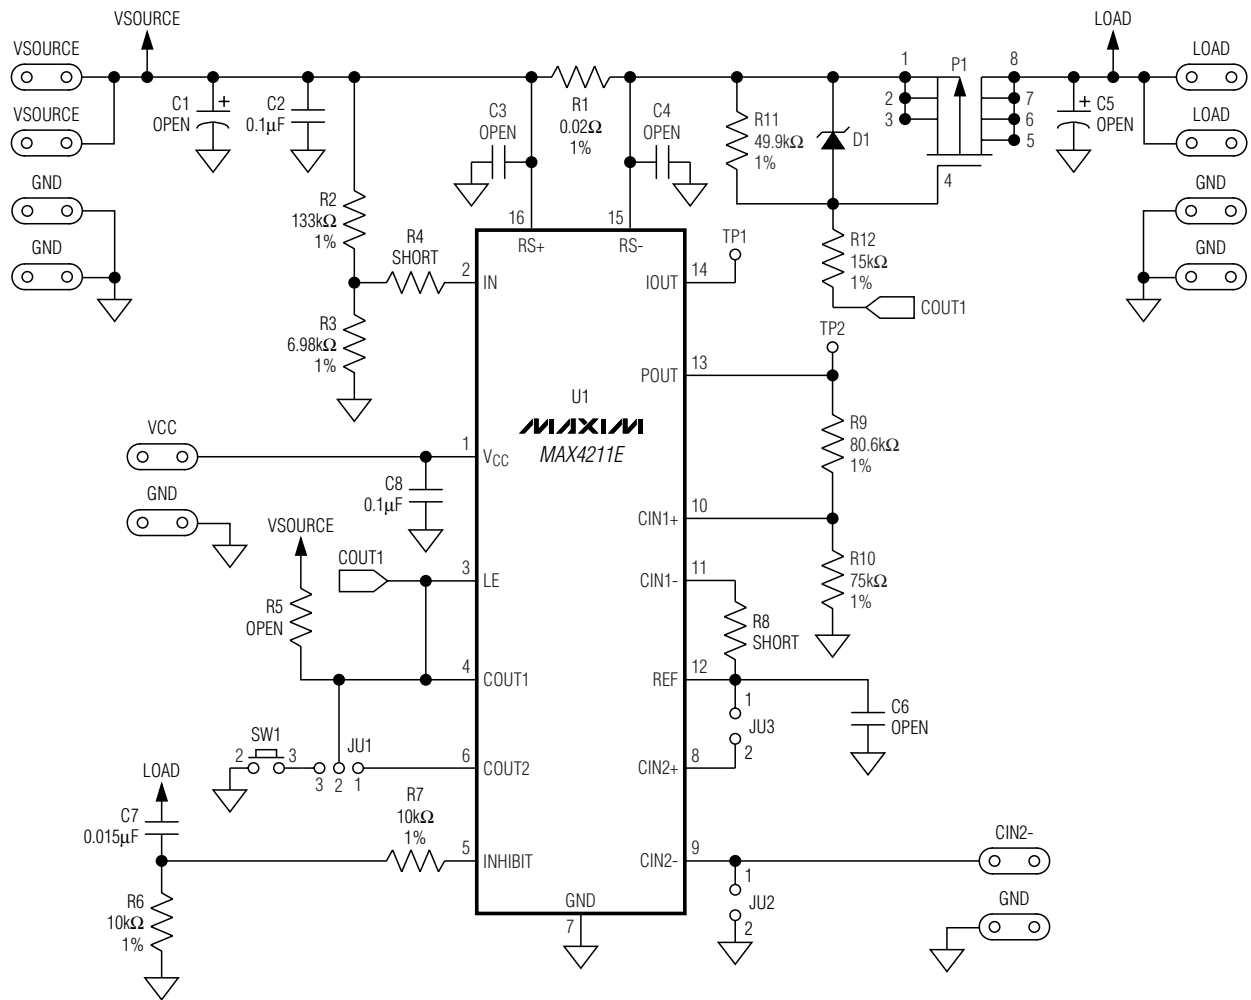 VSOURCE
VSOURCE
VSOURCE
GND
GND
C1
+
OPEN
C2
0.1µF
C3
OPEN
R1
0.02Ω
1%
C4
OPEN
R11
49.9kΩ
1%
D1
1
2
3
P1
8
7
6
5
4
+
C5
OPEN
LOAD
LOAD
LOAD
GND
GND
R2
133kΩ
1%
R4
SHORT
R3
6.98kΩ
1%
16
RS+
15
RS-
2
IN
IOUT
14
TP1
R12
15kΩ
1%
COUT1
TP2
POUT
13
U1
MAXIM
MAX4211E
R9
80.6kΩ
1%
VCC
GND
1
VCC
C8
0.1µF
CIN1+
10
VSOURCE
COUT1
3
LE
CIN1-
11
R10
75kΩ
1%
R5
OPEN
R8
SHORT
4
COUT1
REF
12
C6
OPEN
1
JU3
2
SW1
2
3
JU1
3
2
1
6
COUT2
CIN2+
8
LOAD
C7
0.015µF
R7
10kΩ
1%
5
INHIBIT
CIN2-
9
CIN2-
R6
10kΩ
1%
GND
7
1
JU2
2
GND